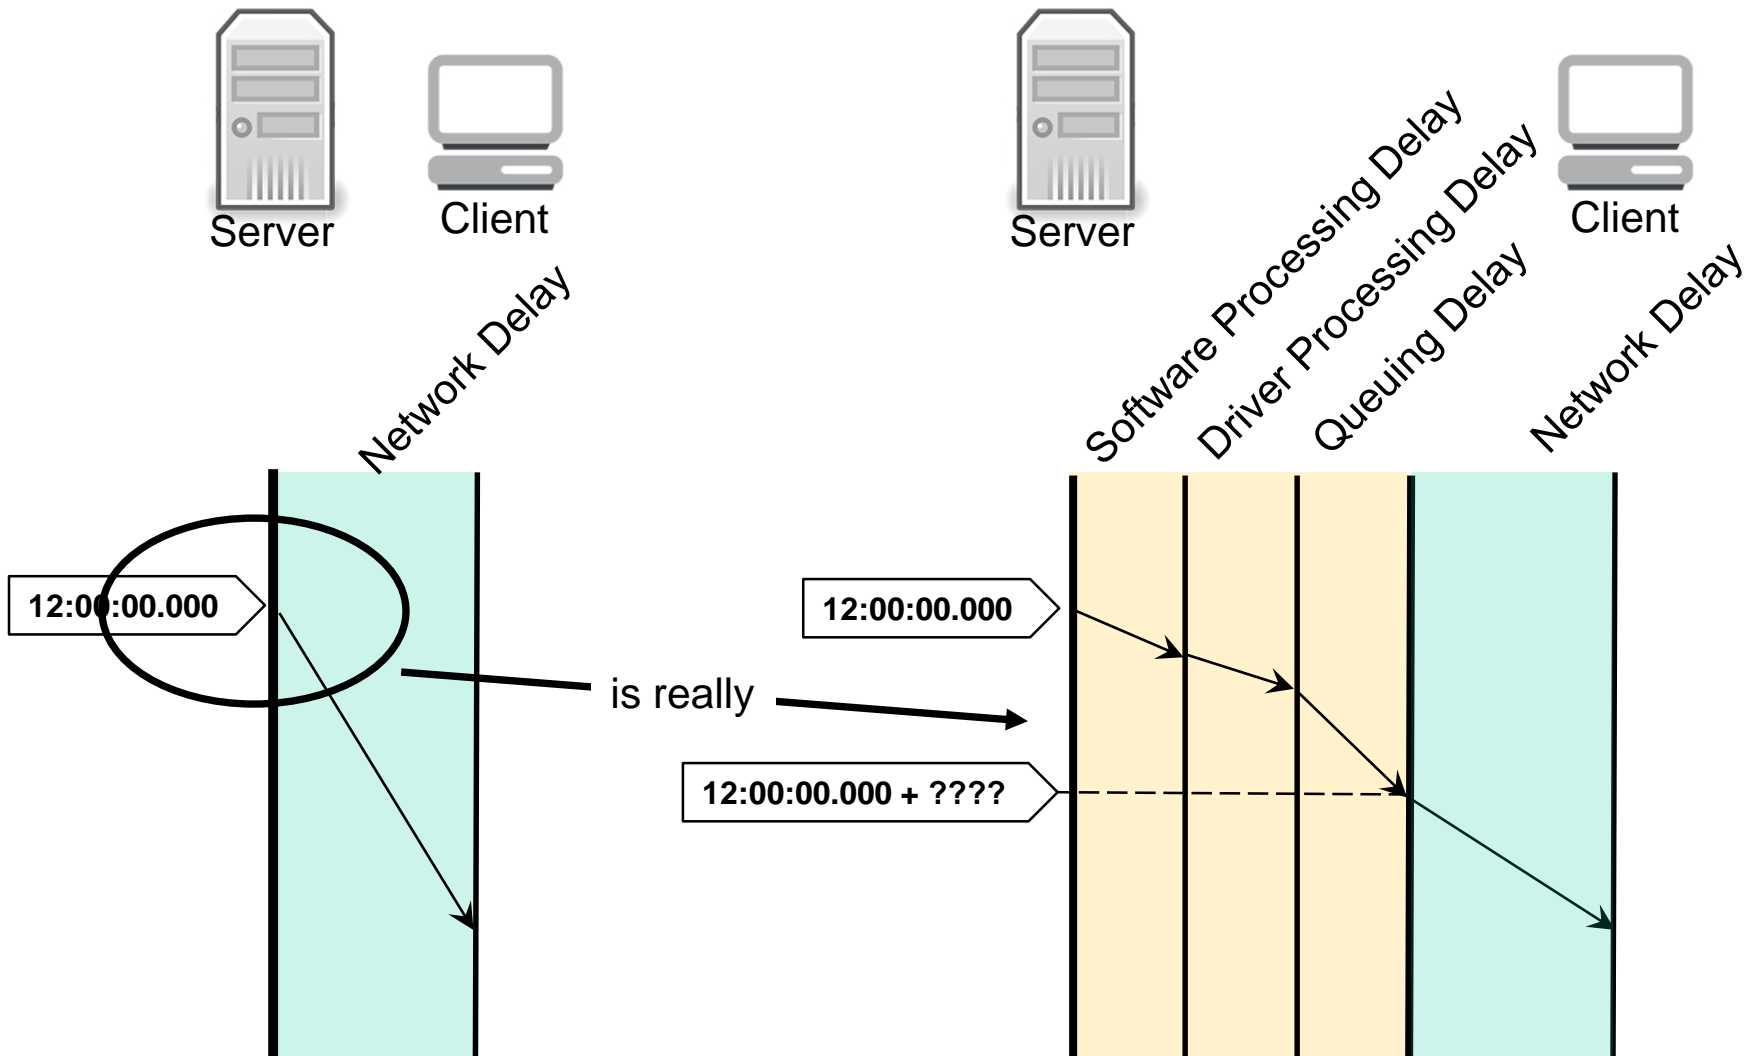 Server
Client
Network Delay
12:00:00.000
is really
Server
Client
Software Processing Delay
Driver Processing Delay
Queuing Delay
Network Delay
12:00:00.000
12:00:00.000 + ????